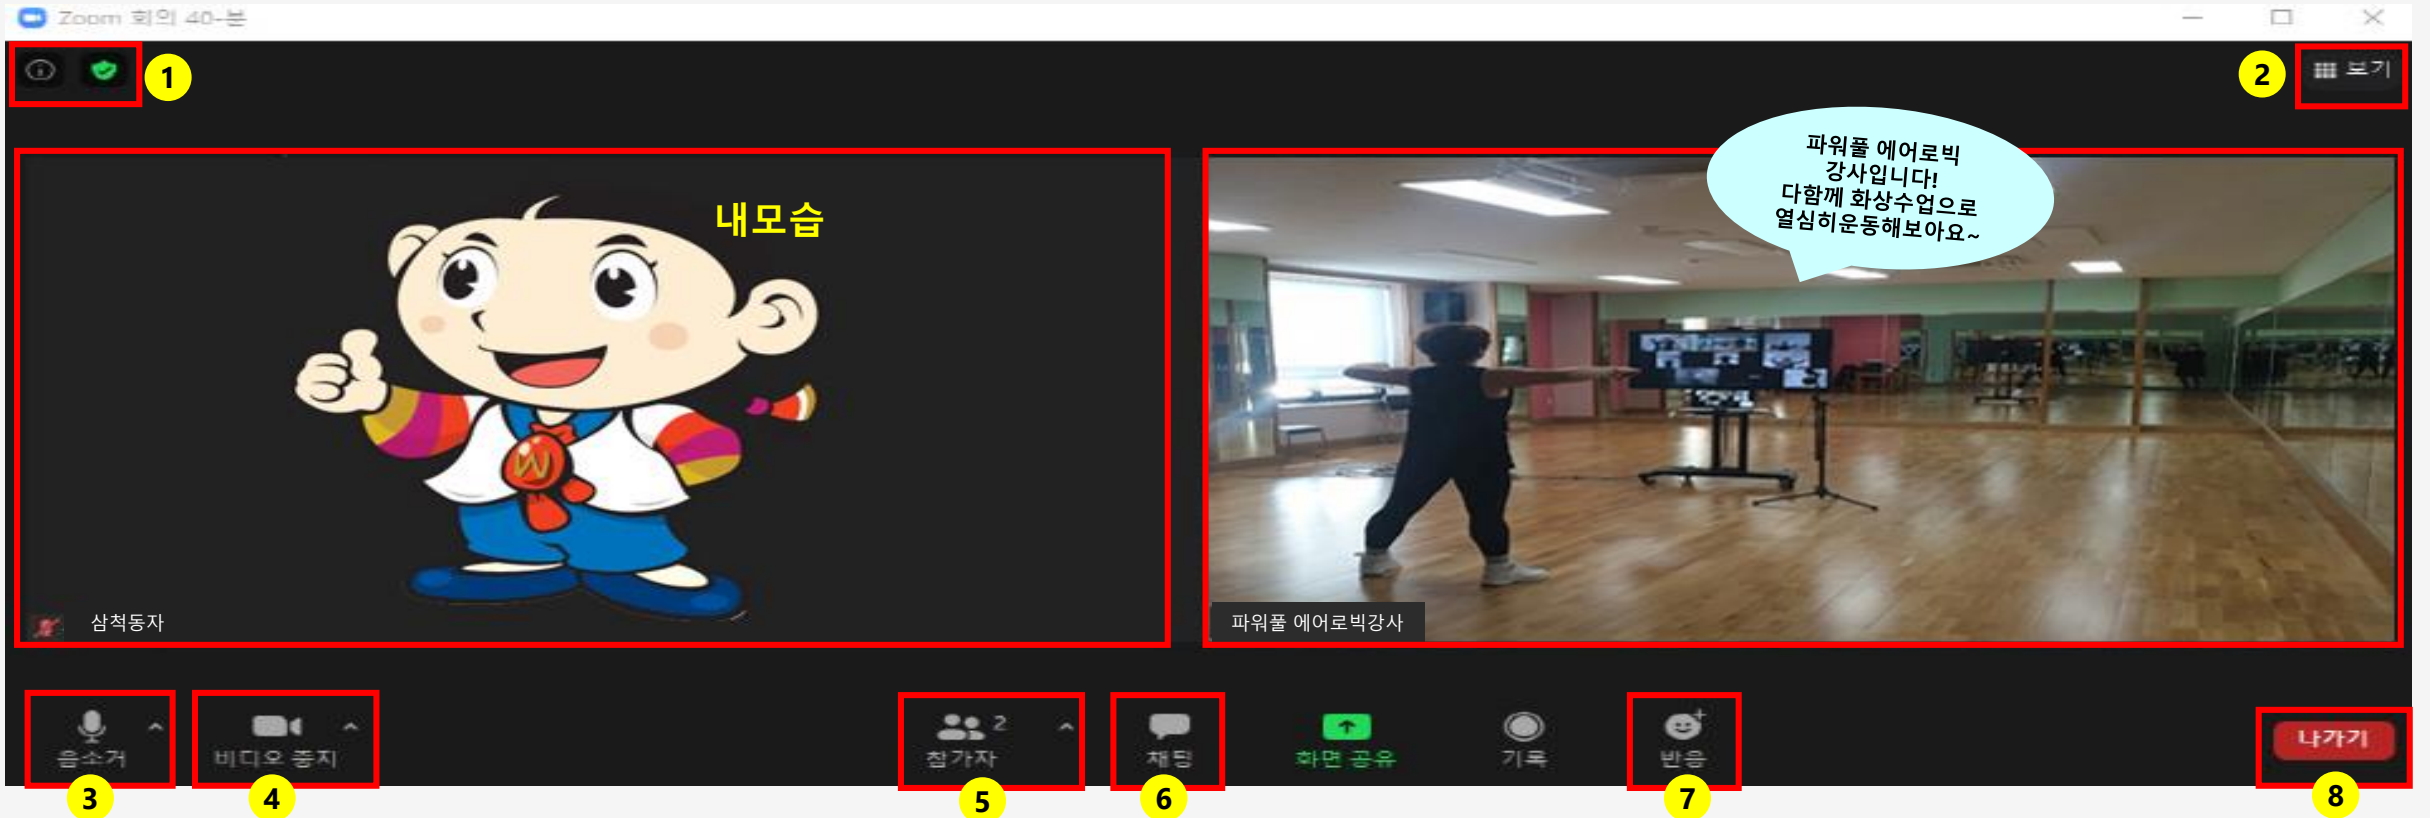 Zoom 회의 40-분
1
2
보기
파워풀 에어로빅
강사입니다!
다함께 화상수업으로
열심히운동해보아요~
내모습
W
삼척동자
파워풀 에어로빅강사
음소거
비디오 중지
2
참가자
채팅
화면 공유
기록
반응
나가기
3
4
5
6
7
8